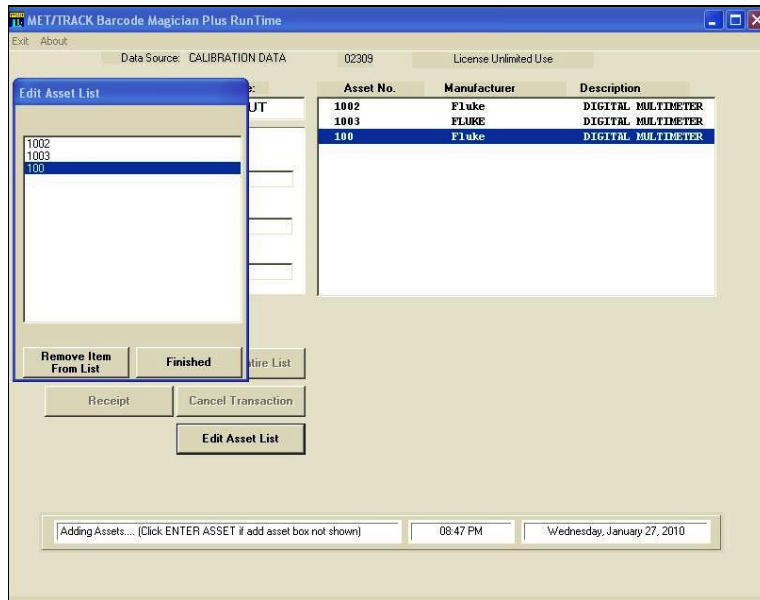 MET/TRACK Barcode Magician Plus RunTime
Exit About
Data Source: CALIBRATION DATA 02309 License Unlimited Use
Edit Asset List
1002
1003
100
Remove Item From List
Finished
UT
Asset No. Manufacturer Description
1002 Fluke DIGITAL MULTIMETER
1003 FLUKE DIGITAL MULTIMETER
100 Fluke DIGITAL MULTIMETER
List
Receipt Cancel Transaction
Edit Asset List
Adding Assets.... (Click ENTER ASSET if add asset box not shown) 08:47 PM Wednesday, January 27, 2010